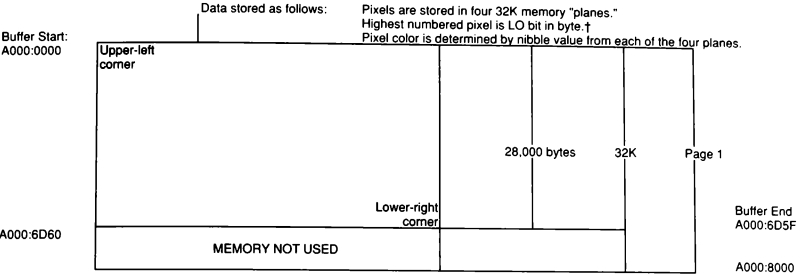 Data stored as follows:
Pixels are stored in four 32K memory "planes."
Highest numbered pixel is LO bit in byte.†
Pixel color is determined by nibble value from each of the four planes.
Buffer Start:
A000:0000
Upper-left
corner
28,000 bytes
32K
Page 1
Lower-right
corner
Buffer End
A000:6D5F
A000:6D60
MEMORY NOT USED
A000:8000